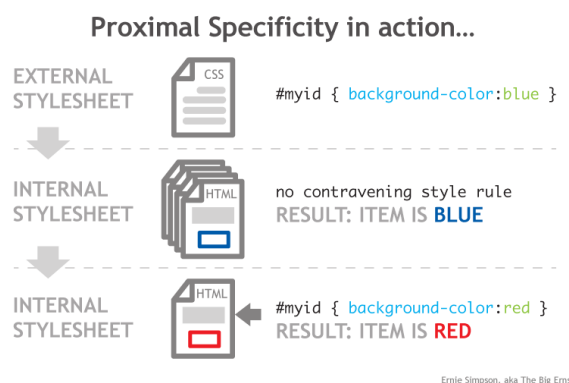 Proximal Specificity in action...
EXTERNAL
STYLESHEET
CSS
#myid { background-color:blue }
INTERNAL
STYLESHEET
HTML
no contravening style rule
RESULT: ITEM IS BLUE
INTERNAL
STYLESHEET
HTML
#myid { background-color:red }
RESULT: ITEM IS RED
Ernie Simpson, aka The Big Erns